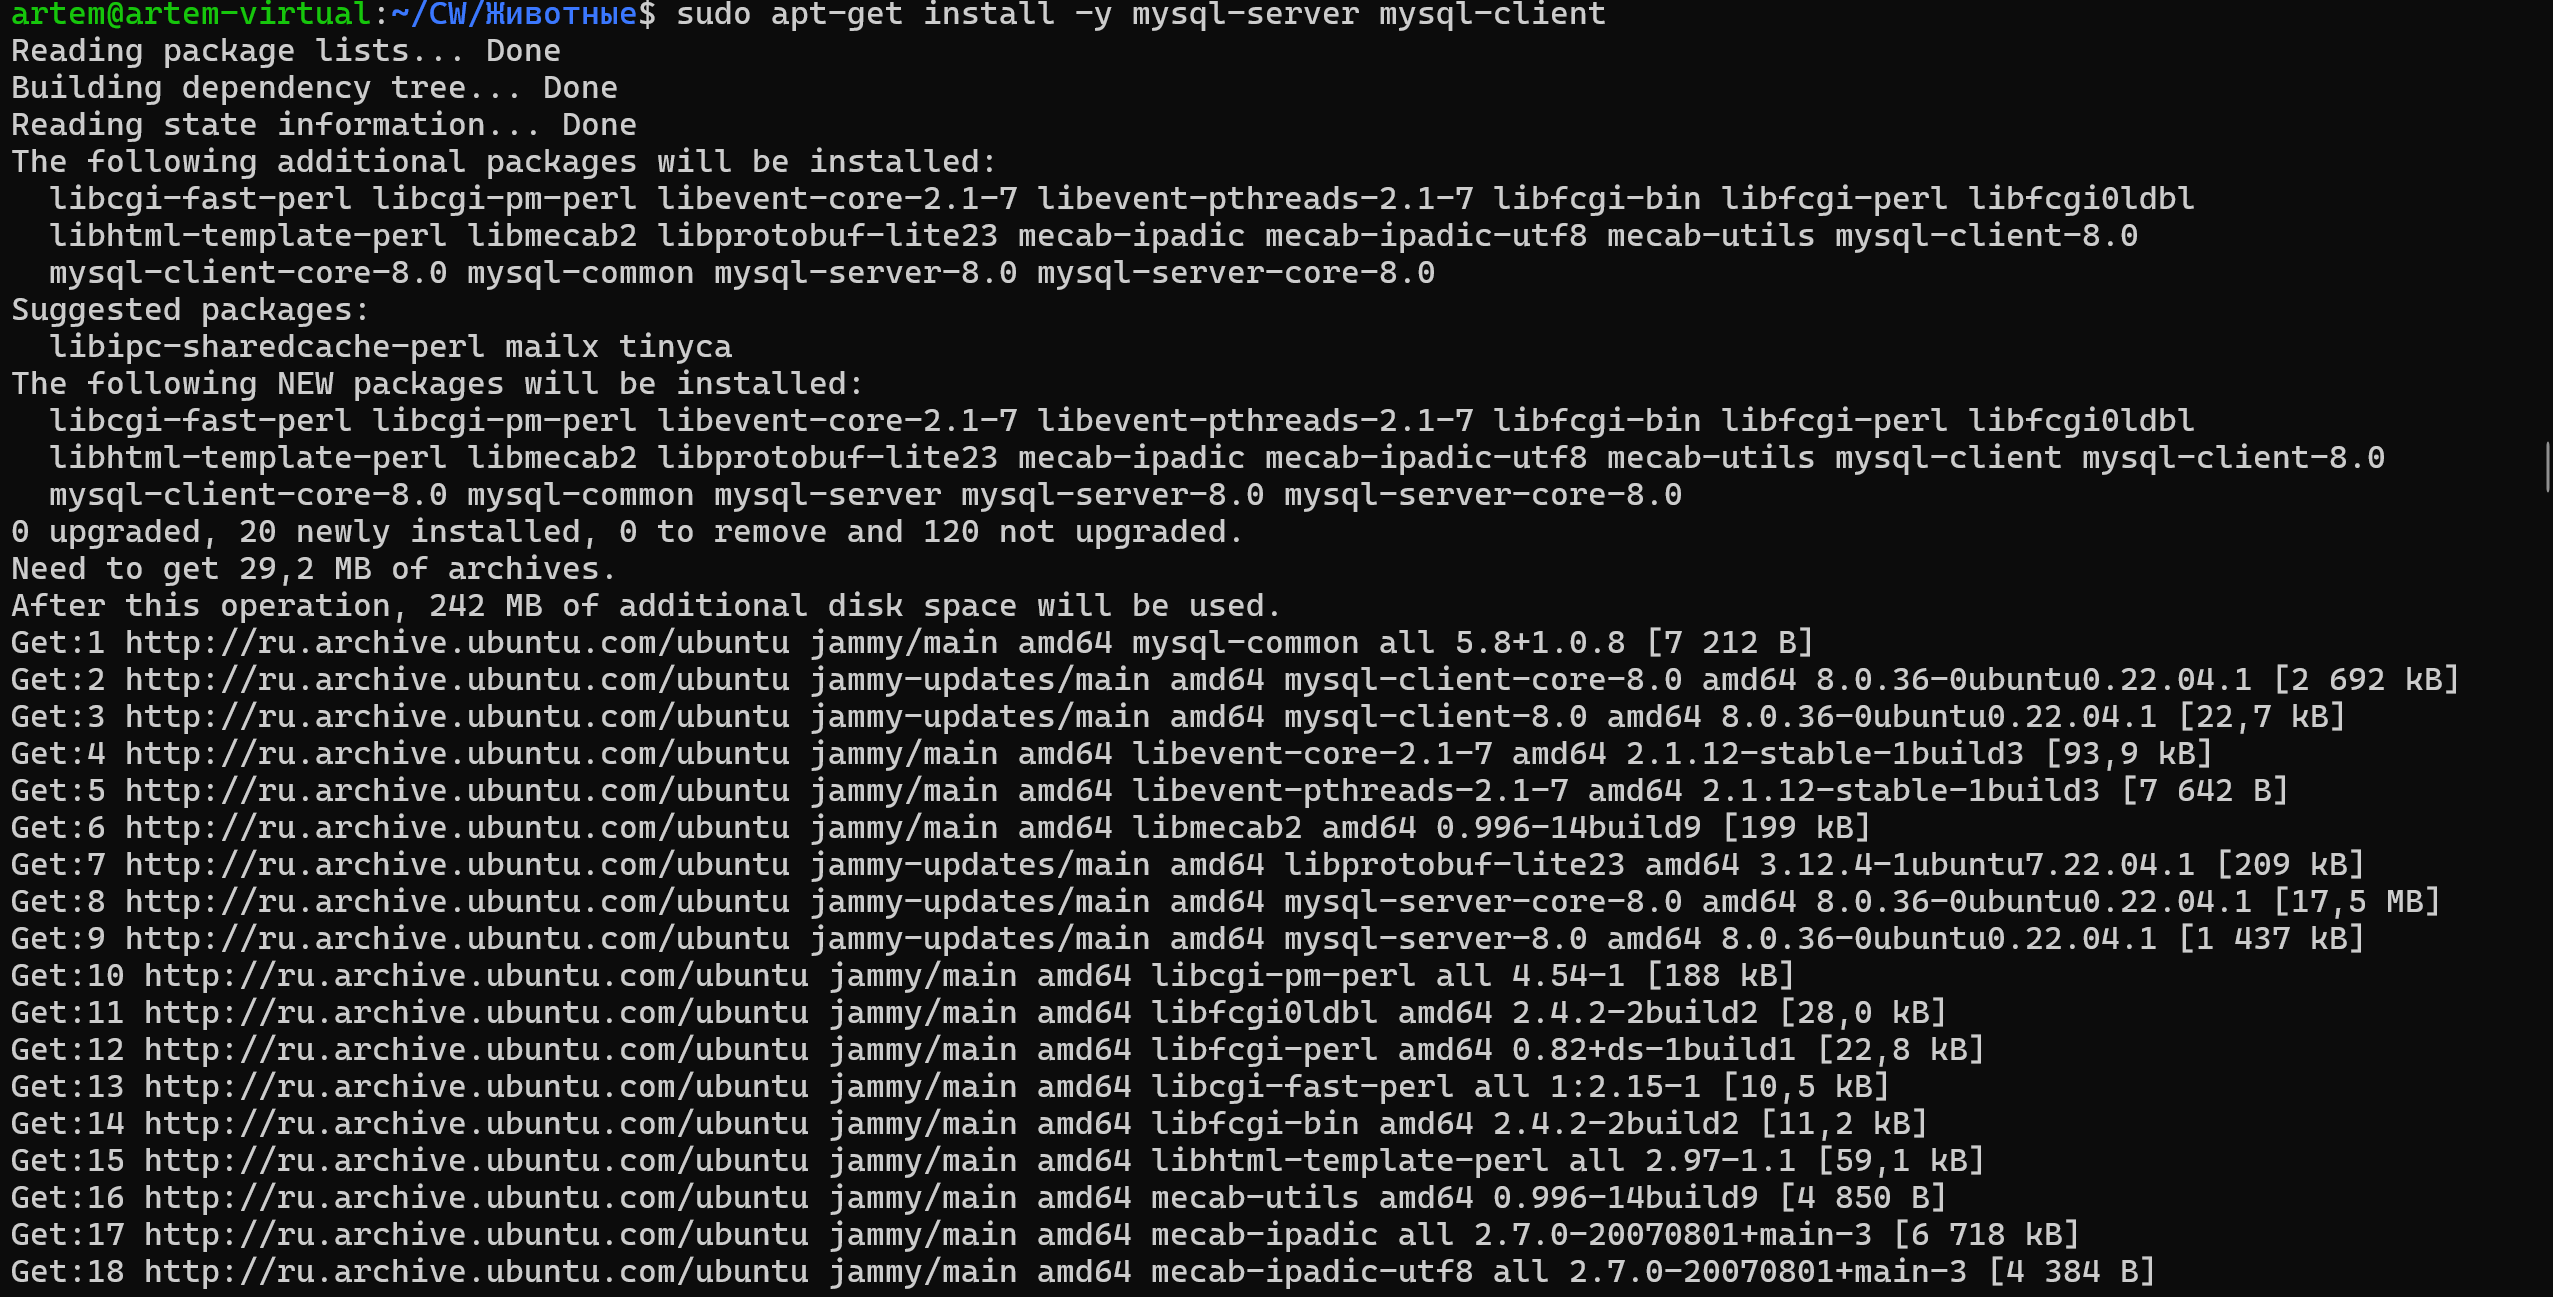 artem@artem-virtual:~/CW/Животные$ sudo apt-get install -y mysql-server mysql-client
Reading package lists... Done
Building dependency tree... Done
Reading state information... Done
The following additional packages will be installed:
  libcgi-fast-perl libcgi-pm-perl libevent-core-2.1-7 libevent-pthreads-2.1-7 libfcgi-bin libfcgi-perl libfcgi0ldbl
  libhtml-template-perl libmecab2 libprotobuf-lite23 mecab-ipadic mecab-ipadic-utf8 mecab-utils mysql-client-8.0
  mysql-client-core-8.0 mysql-common mysql-server-8.0 mysql-server-core-8.0
Suggested packages:
  libipc-sharedcache-perl mailx tinyca
The following NEW packages will be installed:
  libcgi-fast-perl libcgi-pm-perl libevent-core-2.1-7 libevent-pthreads-2.1-7 libfcgi-bin libfcgi-perl libfcgi0ldbl
  libhtml-template-perl libmecab2 libprotobuf-lite23 mecab-ipadic mecab-ipadic-utf8 mecab-utils mysql-client mysql-client-8.0
  mysql-client-core-8.0 mysql-common mysql-server mysql-server-8.0 mysql-server-core-8.0
0 upgraded, 20 newly installed, 0 to remove and 120 not upgraded.
Need to get 29,2 MB of archives.
After this operation, 242 MB of additional disk space will be used.
Get:1 http://ru.archive.ubuntu.com/ubuntu jammy/main amd64 mysql-common all 5.8+1.0.8 [7 212 B]
Get:2 http://ru.archive.ubuntu.com/ubuntu jammy-updates/main amd64 mysql-client-core-8.0 amd64 8.0.36-0ubuntu0.22.04.1 [2 692 kB]
Get:3 http://ru.archive.ubuntu.com/ubuntu jammy-updates/main amd64 mysql-client-8.0 amd64 8.0.36-0ubuntu0.22.04.1 [22,7 kB]
Get:4 http://ru.archive.ubuntu.com/ubuntu jammy/main amd64 libevent-core-2.1-7 amd64 2.1.12-stable-1build3 [93,9 kB]
Get:5 http://ru.archive.ubuntu.com/ubuntu jammy/main amd64 libevent-pthreads-2.1-7 amd64 2.1.12-stable-1build3 [7 642 B]
Get:6 http://ru.archive.ubuntu.com/ubuntu jammy/main amd64 libmecab2 amd64 0.996-14build9 [199 kB]
Get:7 http://ru.archive.ubuntu.com/ubuntu jammy-updates/main amd64 libprotobuf-lite23 amd64 3.12.4-1ubuntu7.22.04.1 [209 kB]
Get:8 http://ru.archive.ubuntu.com/ubuntu jammy-updates/main amd64 mysql-server-core-8.0 amd64 8.0.36-0ubuntu0.22.04.1 [17,5 MB]
Get:9 http://ru.archive.ubuntu.com/ubuntu jammy-updates/main amd64 mysql-server-8.0 amd64 8.0.36-0ubuntu0.22.04.1 [1 437 kB]
Get:10 http://ru.archive.ubuntu.com/ubuntu jammy/main amd64 libcgi-pm-perl all 4.54-1 [188 kB]
Get:11 http://ru.archive.ubuntu.com/ubuntu jammy/main amd64 libfcgi0ldbl amd64 2.4.2-2build2 [28,0 kB]
Get:12 http://ru.archive.ubuntu.com/ubuntu jammy/main amd64 libfcgi-perl amd64 0.82+ds-1build1 [22,8 kB]
Get:13 http://ru.archive.ubuntu.com/ubuntu jammy/main amd64 libcgi-fast-perl all 1:2.15-1 [10,5 kB]
Get:14 http://ru.archive.ubuntu.com/ubuntu jammy/main amd64 libfcgi-bin amd64 2.4.2-2build2 [11,2 kB]
Get:15 http://ru.archive.ubuntu.com/ubuntu jammy/main amd64 libhtml-template-perl all 2.97-1.1 [59,1 kB]
Get:16 http://ru.archive.ubuntu.com/ubuntu jammy/main amd64 mecab-utils amd64 0.996-14build9 [4 850 B]
Get:17 http://ru.archive.ubuntu.com/ubuntu jammy/main amd64 mecab-ipadic all 2.7.0-20070801+main-3 [6 718 kB]
Get:18 http://ru.archive.ubuntu.com/ubuntu jammy/main amd64 mecab-ipadic-utf8 all 2.7.0-20070801+main-3 [4 384 B]